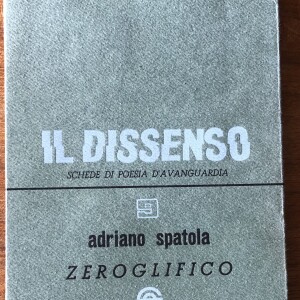 IL DISSENSO
SCHEDE DI POESIA D'AVANGUARDIA
adriano spatola
ZEROGLIFICO